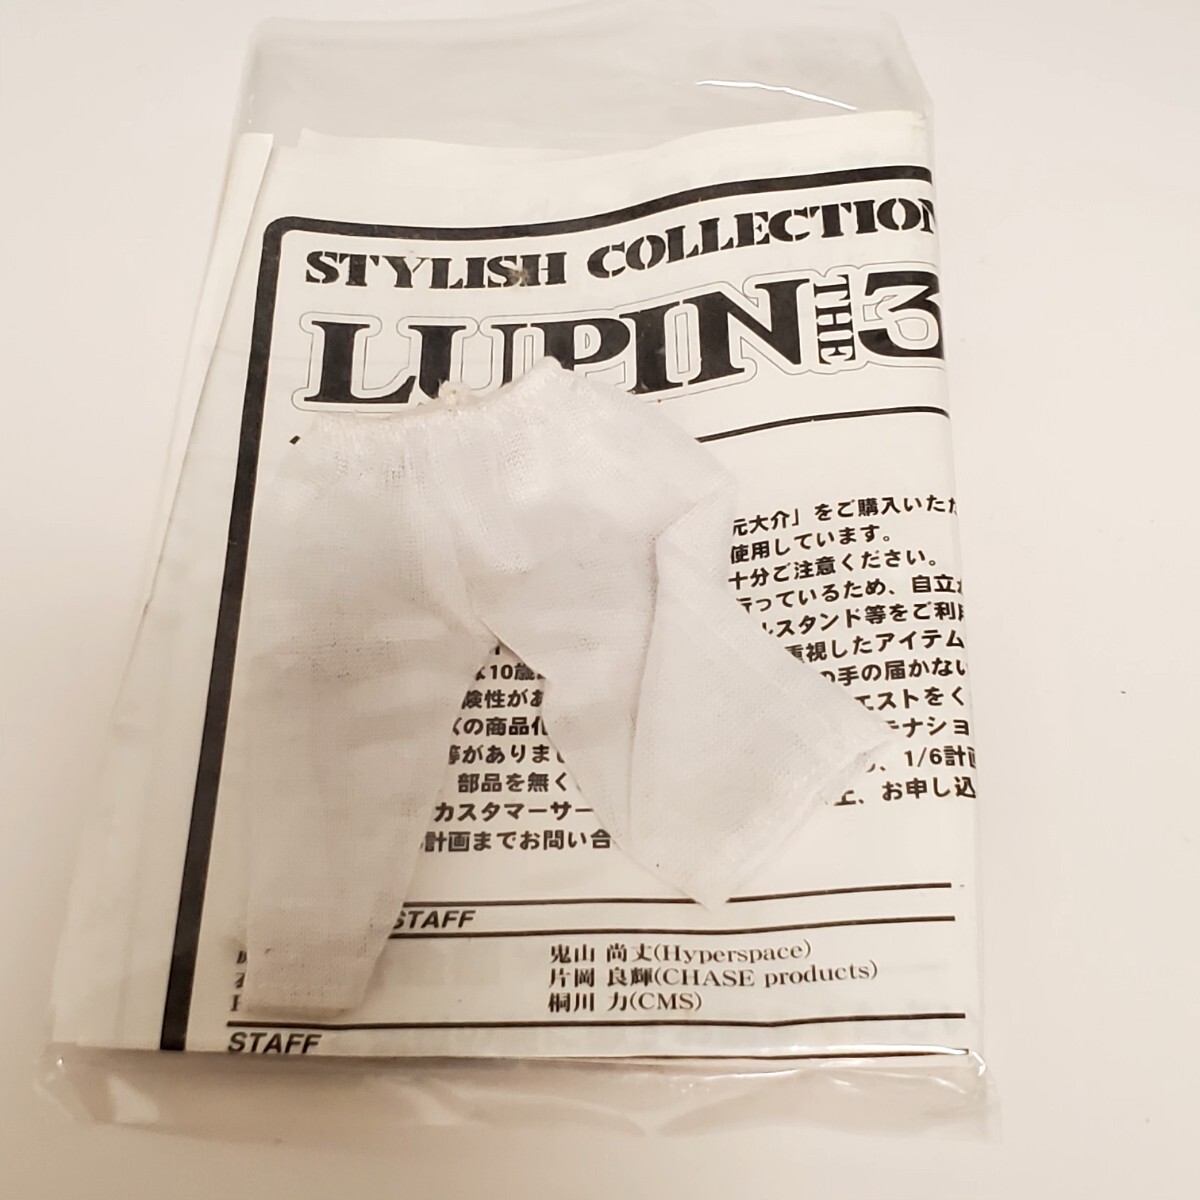 STYLISH COLLECTION
LUPIN THE 3
元大介」をご購入いただ
使用しています。
十分ご注意ください。
行っているため、自立
ルスタンド等をご利用
重視したアイテム
の手の届かない
10歳
エストをく
険性があ
テナショ
の商品化
1/6計画
等がありまし
上、お申し込
部品を無く
カスタマーサー
計画までお問い合
STAFF
鬼山 尚丈(Hyperspace)
片岡 良輝(CHASE products)
桐川 力(CMS)
STAFF